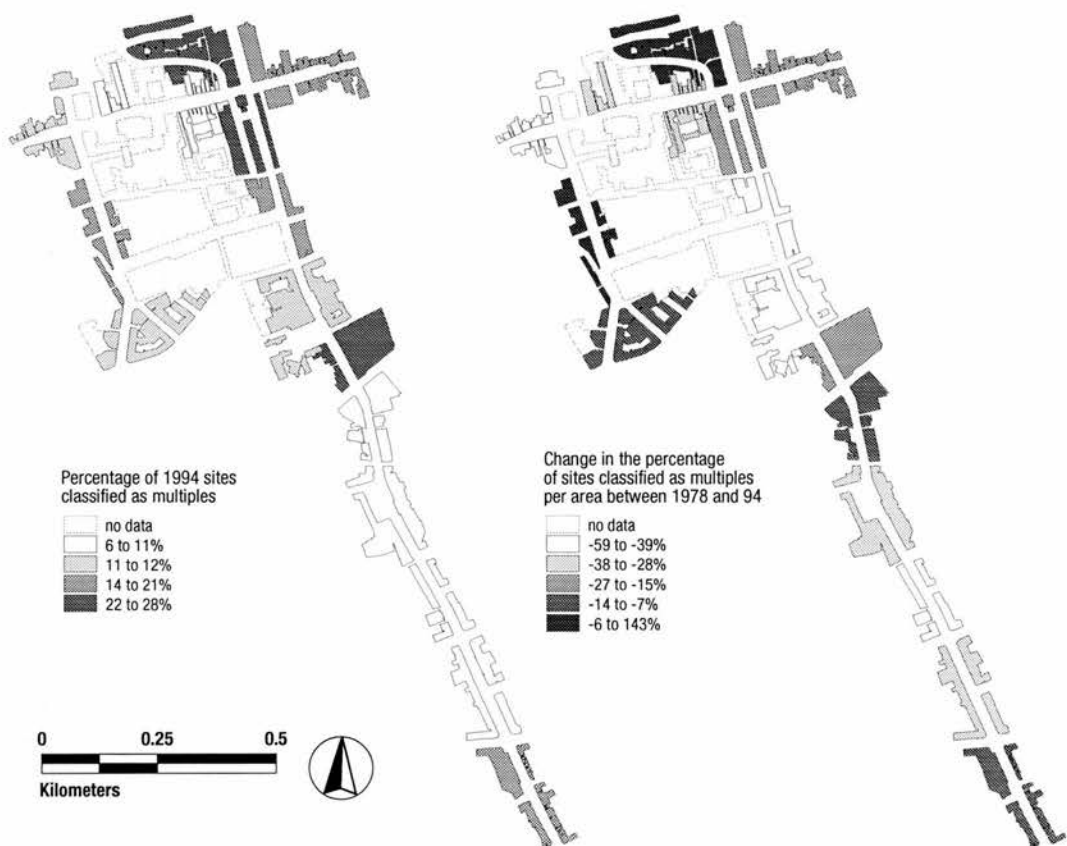 Percentage of 1994 sites
classified as multiples
no data
6 to 11%
11 to 12%
14 to 21%
22 to 28%
Change in the percentage
of sites classified as multiples
per area between 1978 and 94
no data
-59 to -39%
-38 to -28%
-27 to -15%
-14 to -7%
-6 to 143%
0 0.25 0.5
Kilometers